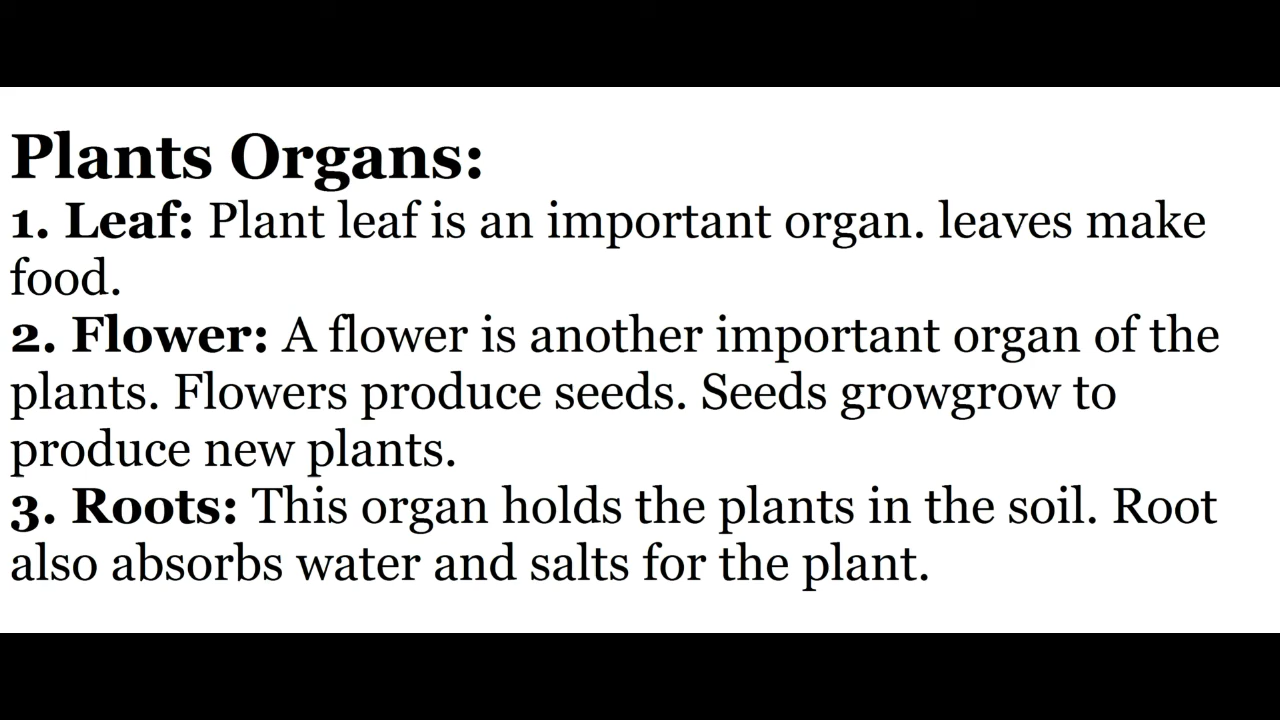 Plants Organs:
1. Leaf: Plant leaf is an important organ. leaves make
food.
2. Flower: A flower is another important organ of the
plants. Flowers produce seeds. Seeds growgrow to
produce new plants.
3. Roots: This organ holds the plants in the soil. Root
also absorbs water and salts for the plant.